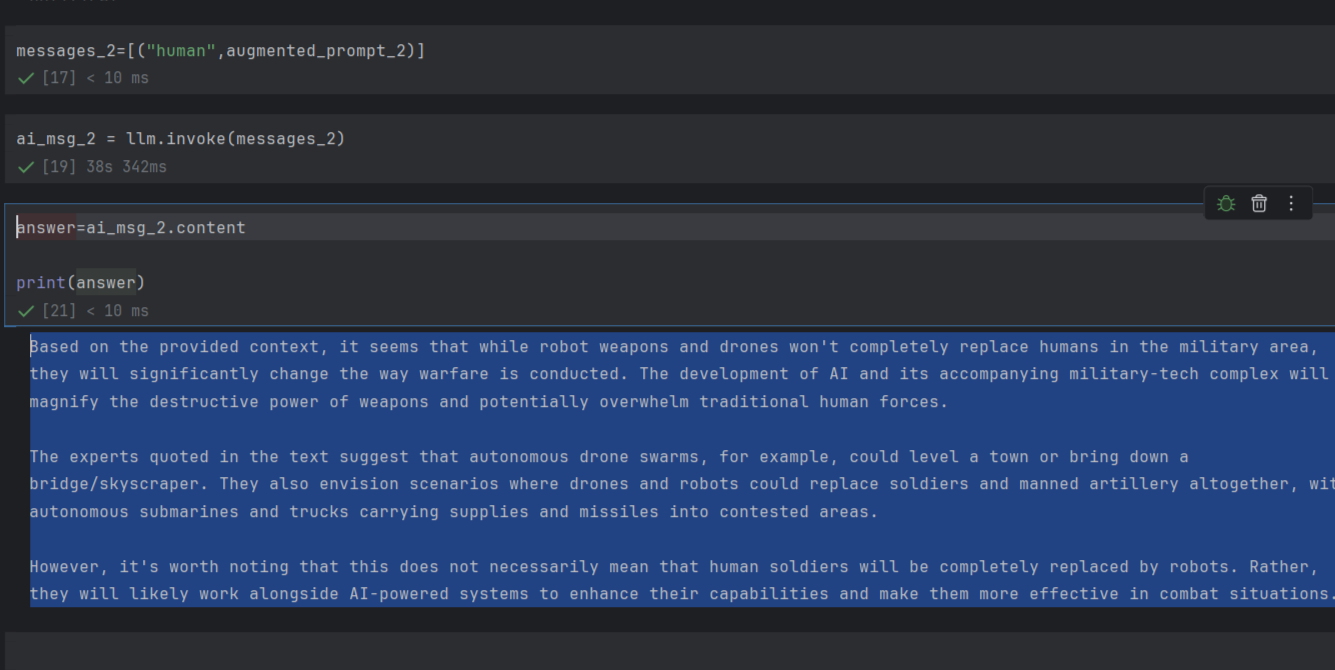 messages_2=[("human",augmented_prompt_2)]
[17] < 10 ms
ai_msg_2 = llm.invoke(messages_2)
[19] 38s 342ms
answer=ai_msg_2.content
print(answer)
[21] < 10 ms
Based on the provided context, it seems that while robot weapons and drones won't completely replace humans in the military area,
they will significantly change the way warfare is conducted. The development of AI and its accompanying military-tech complex will
magnify the destructive power of weapons and potentially overwhelm traditional human forces.
The experts quoted in the text suggest that autonomous drone swarms, for example, could level a town or bring down a
bridge/skyscraper. They also envision scenarios where drones and robots could replace soldiers and manned artillery altogether,
autonomous submarines and trucks carrying supplies and missiles into contested areas.
However, it's worth noting that this does not necessarily mean that human soldiers will be completely replaced by robots. Rather,
they will likely work alongside AI-powered systems to enhance their capabilities and make them more effective in combat situations.